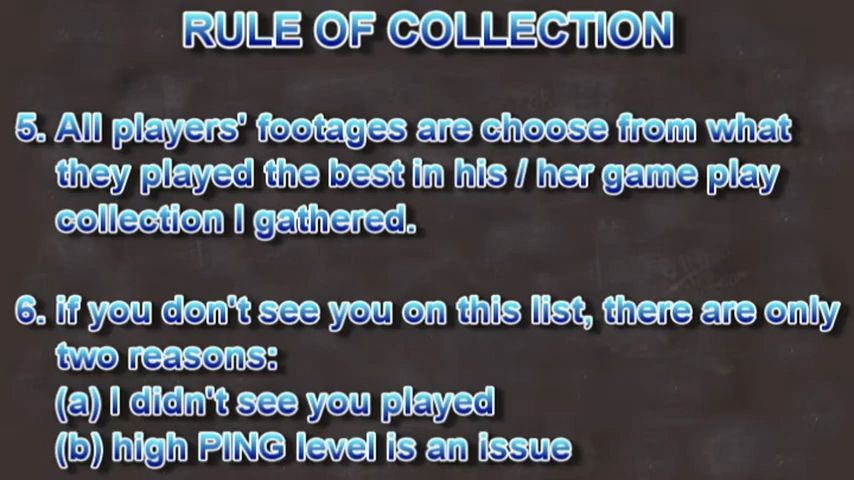 RULE OF COLLECTION
5. All players' footages are choose from what
they played the best in his / her game play
collection I gathered.
6. if you don't see you on this list, there are only
two reasons:
(a) I didn't see you played
(b) high PING level is an issue